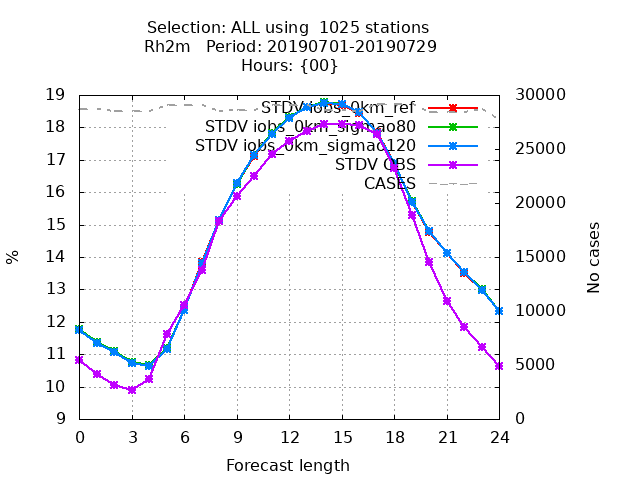 Selection: ALL using 1025 stations
Rh2m Period: 20190701-20190729
Hours: {00}
STDV iobs_0km_ref
STDV iobs_0km_sigmao80
STDV iobs_0km_sigmao120
STDV OBS
CASES
%
19
18
17
16
15
14
13
12
11
10
9
30000
25000
20000
15000
10000
5000
0
No cases
0 3 6 9 12 15 18 21 24
Forecast length